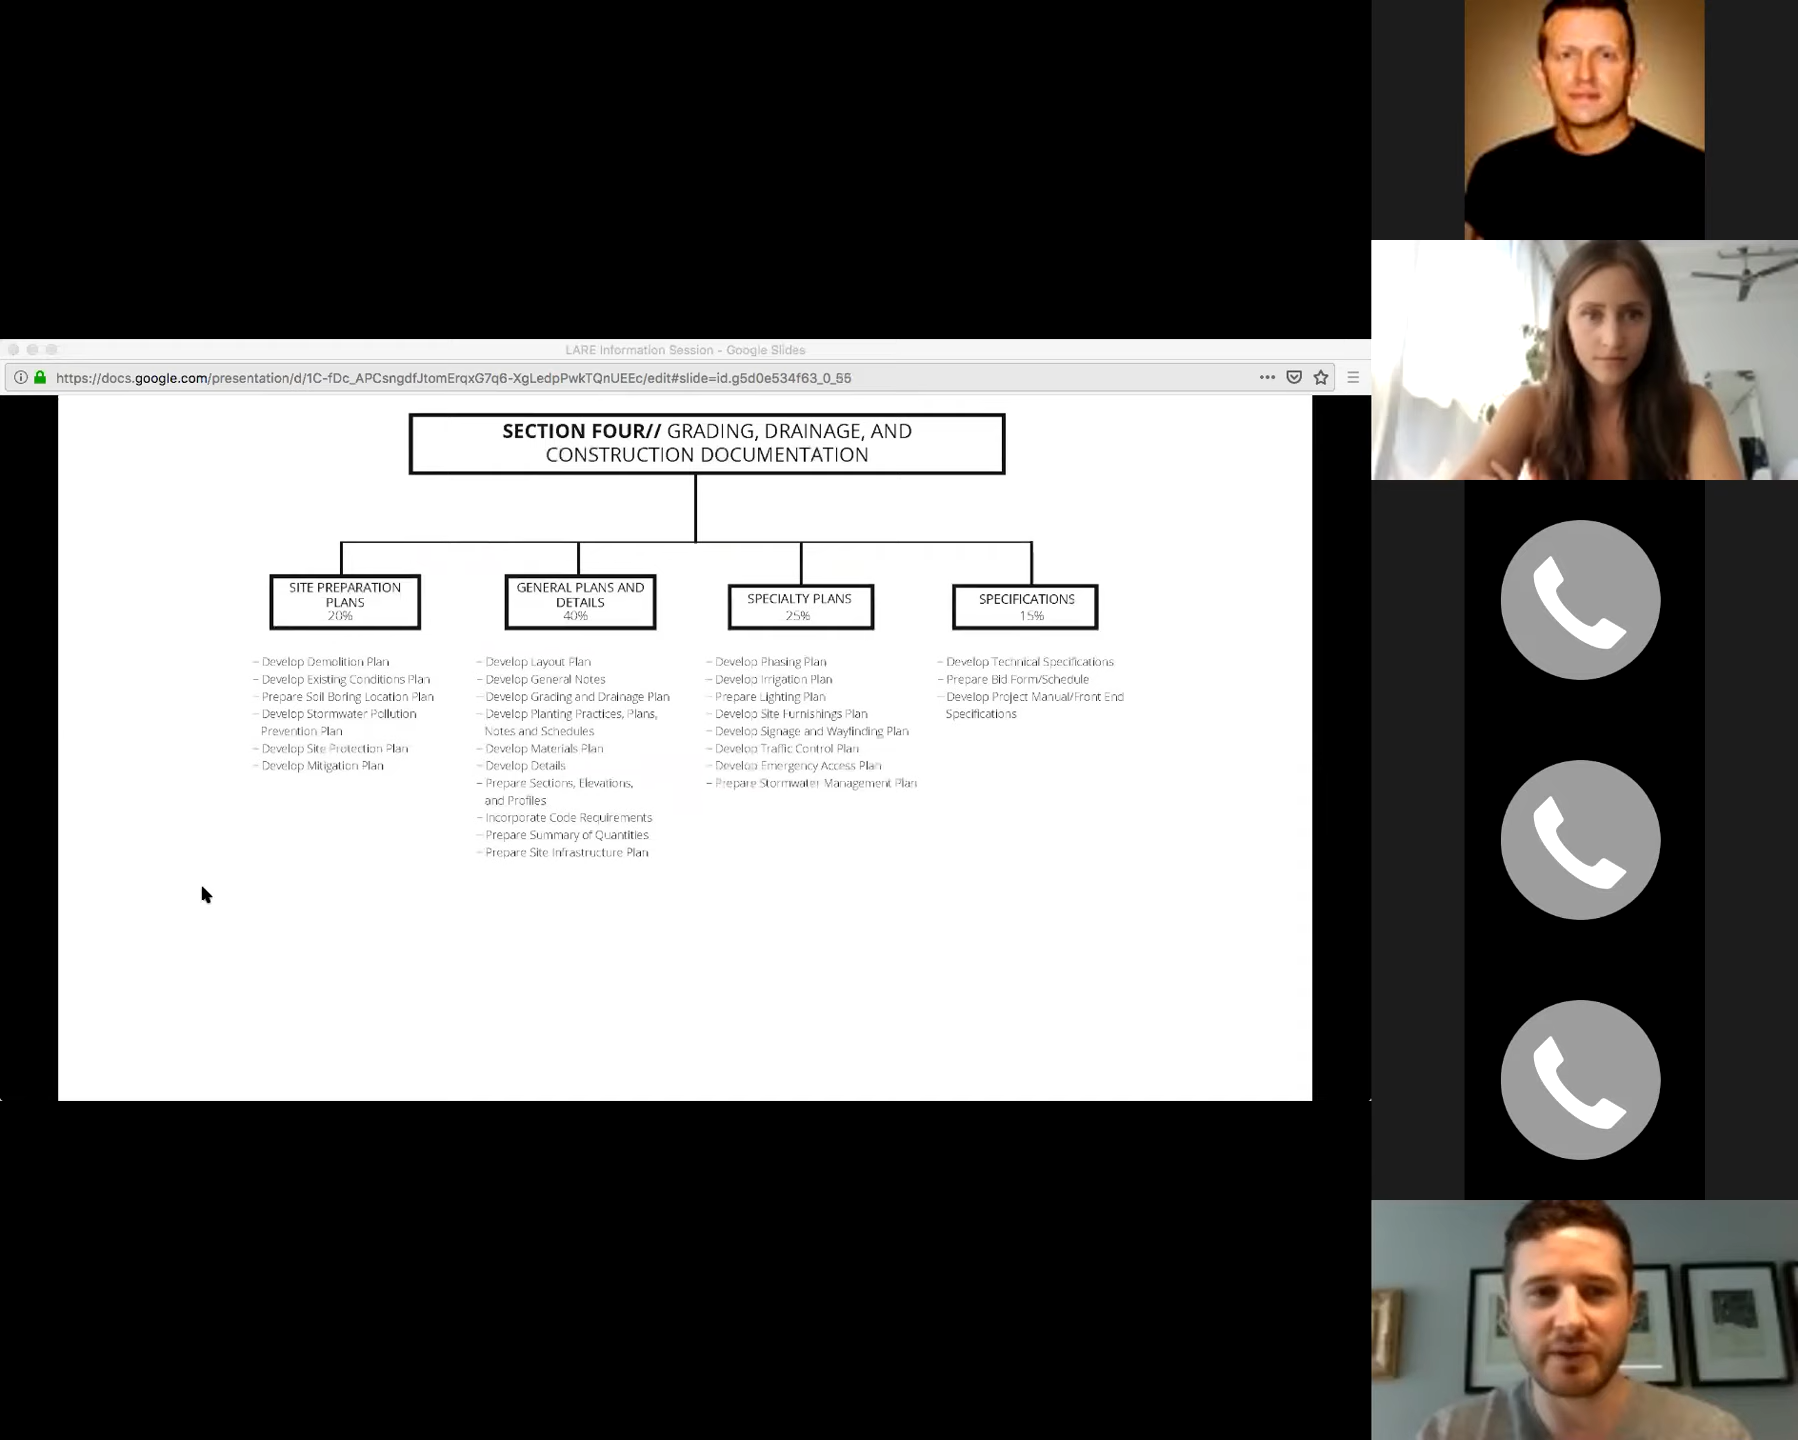 LARE Information Session - Google Slides
https://docs.google.com/presentation/d/1C-fDc_APCsngdfJtomErqxG7q6-XgLedpPwkTQnUEEc/edit#slide=id.g5d0e534f63_0_55
SECTION FOUR// GRADING, DRAINAGE, AND
CONSTRUCTION DOCUMENTATION
SITE PREPARATION
PLANS
20%
– Develop Demolition Plan
– Develop Existing Conditions Plan
– Prepare Soil Boring Location Plan
– Develop Stormwater Pollution
Prevention Plan
– Develop Site Protection Plan
– Develop Mitigation Plan
GENERAL PLANS AND
DETAILS
40%
– Develop Layout Plan
– Develop General Notes
– Develop Grading and Drainage Plan
– Develop Planting Practices, Plans,
Notes and Schedules
– Develop Materials Plan
– Develop Details
– Prepare Sections, Elevations,
and Profiles
– Incorporate Code Requirements
– Prepare Summary of Quantities
– Prepare Site Infrastructure Plan
SPECIALTY PLANS
25%
– Develop Phasing Plan
– Develop Irrigation Plan
– Prepare Lighting Plan
– Develop Site Furnishings Plan
– Develop Signage and Wayfinding Plan
– Develop Traffic Control Plan
– Develop Emergency Access Plan
– Prepare Stormwater Management Plan
SPECIFICATIONS
15%
– Develop Technical Specifications
– Prepare Bid Form/Schedule
– Develop Project Manual/Front End
Specifications